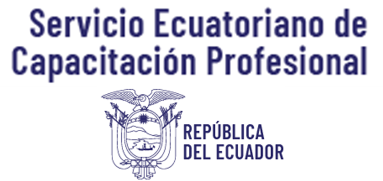 Servicio Ecuatoriano de
Capacitación Profesional
REPÚBLICA
DEL ECUADOR